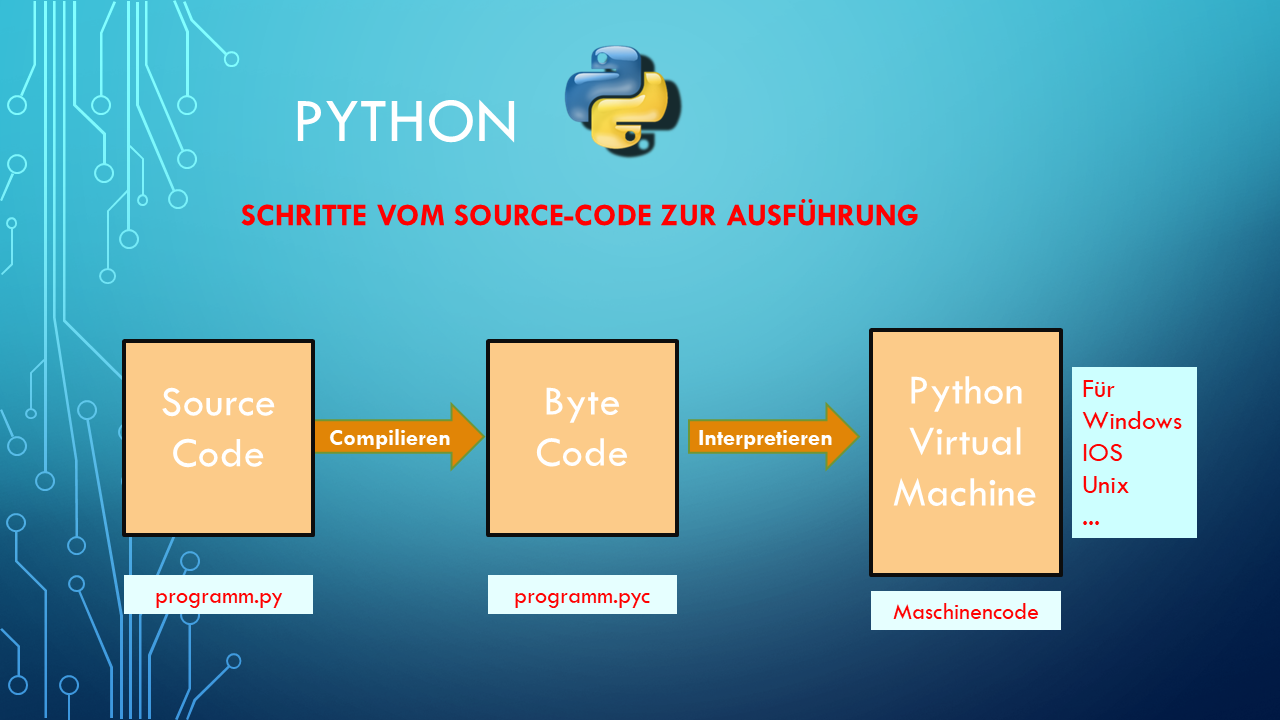 PYTHON
SCHRITTE VOM SOURCE-CODE ZUR AUSFÜHRUNG
Source
Code
Compilieren
Byte
Code
Interpretieren
Python
Virtual
Machine
Für
Windows
IOS
Unix
...
programm.py
programm.pyc
Maschinencode